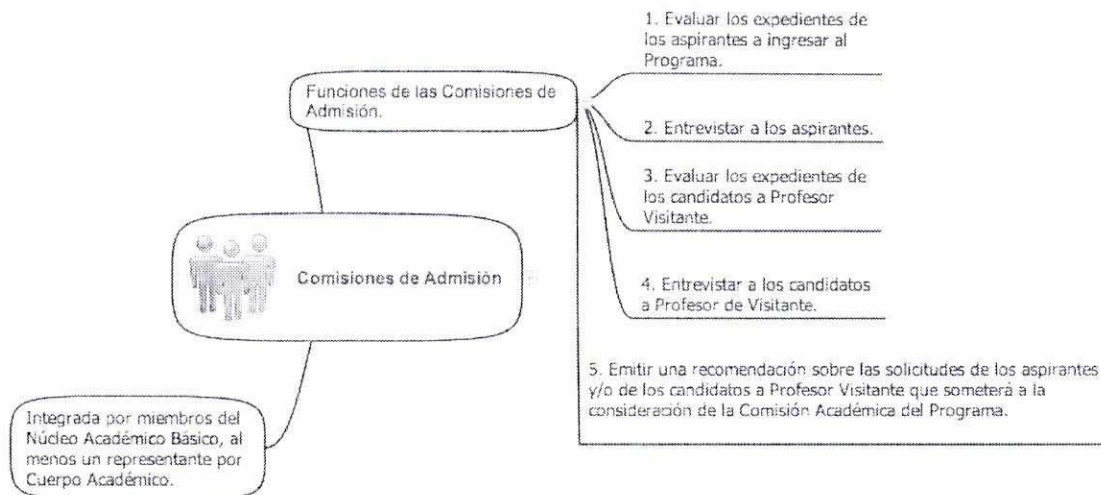 1. Evaluar los expedientes de
los aspirantes a ingresar al
Programa.
Funciones de las Comisiones de
Admisión.
2. Entrevistar a los aspirantes.
3. Evaluar los expedientes de
los candidatos a Profesor
Visitante.
Comisiones de Admisión
4. Entrevistar a los candidatos
a Profesor de Visitante.
5. Emitir una recomendación sobre las solicitudes de los aspirantes
y/o de los candidatos a Profesor Visitante que someterá a la
consideración de la Comisión Académica del Programa.
Integrada por miembros del
Núcleo Académico Básico, al
menos un representante por
Cuerpo Académico.